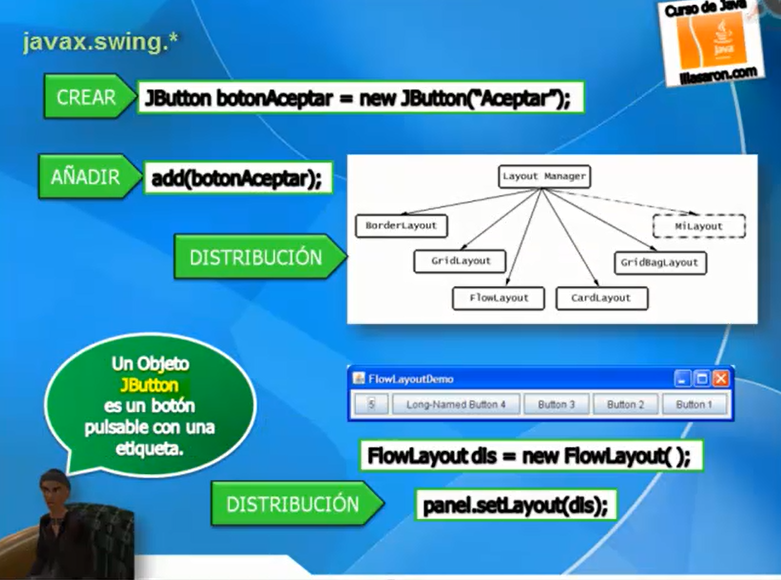 javax.swing.*
Curso de Java
java
illasaron.com
CREAR
JButton botonAceptar = new JButton("Aceptar");
AÑADIR
add(botonAceptar);
Layout Manager
BorderLayout
MiLayout
GridLayout
GridBagLayout
FlowLayout
CardLayout
DISTRIBUCIÓN
Un Objeto
JButton
es un botón
pulsable con una
etiqueta.
FlowLayoutDemo
5
Long-Named Button 4
Button 3
Button 2
Button 1
FlowLayout dis = new FlowLayout( );
DISTRIBUCIÓN
panel.setLayout(dis);